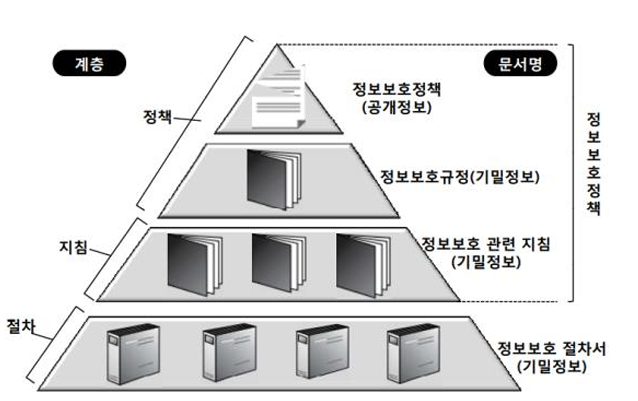 계층
문서명
정책
정보보호정책
(공개정보)
정보보호규정(기밀정보)
정보보호정책
지침
정보보호 관련 지침
(기밀정보)
절차
정보보호 절차서
(기밀정보)